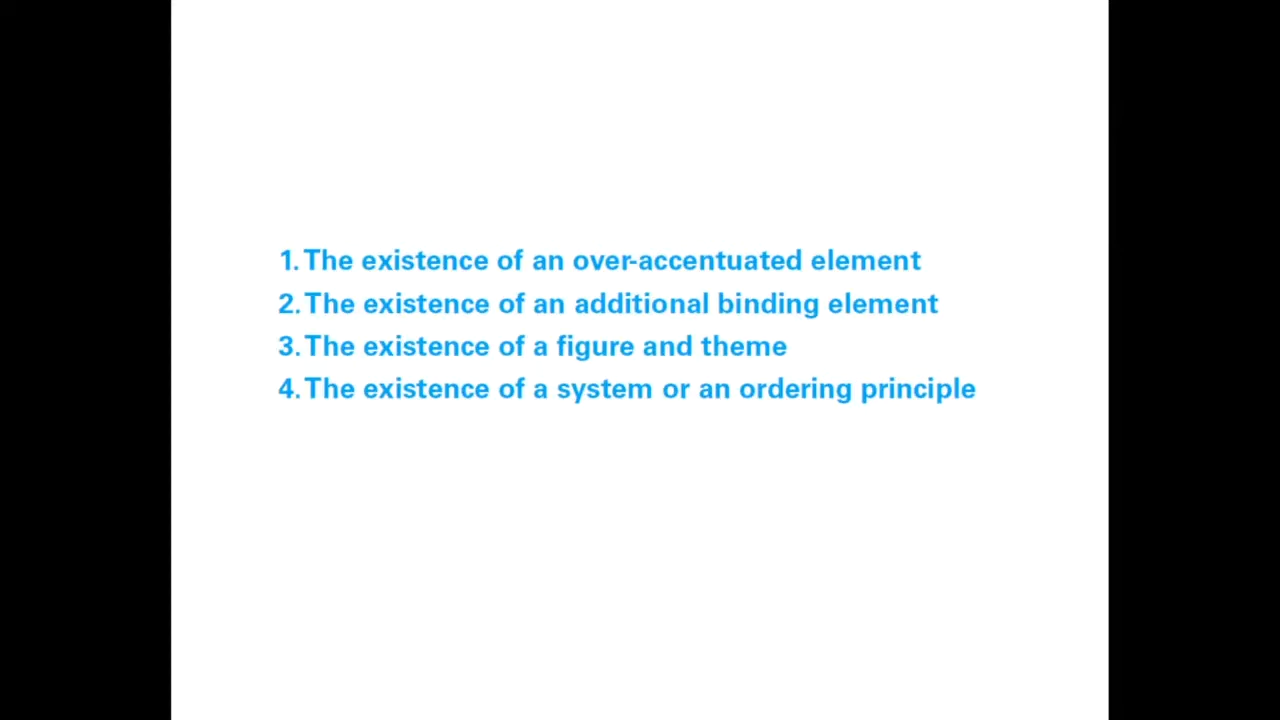 1. The existence of an over-accentuated element
2. The existence of an additional binding element
3. The existence of a figure and theme
4. The existence of a system or an ordering principle